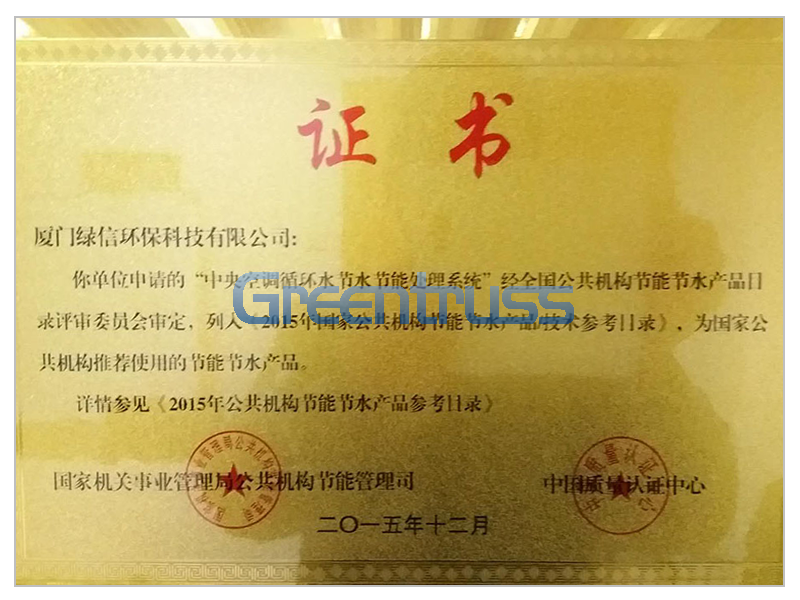 证书
厦门绿信环保科技有限公司:
你单位申请的“中央空调循环水节水节能处理系统”经全国公共机构节能节水产品目
Greentruss
录评审委员会审定，列入《2015年国家公共机构节能节水产品/技术参考目录》，为国家公
共机构推荐使用的节能节水产品。
详情参见《2015年公共机构节能节水产品参考目录》
国家机关事业管理局公共机构节能管理司
中国质量认证中心
二〇一五年十二月